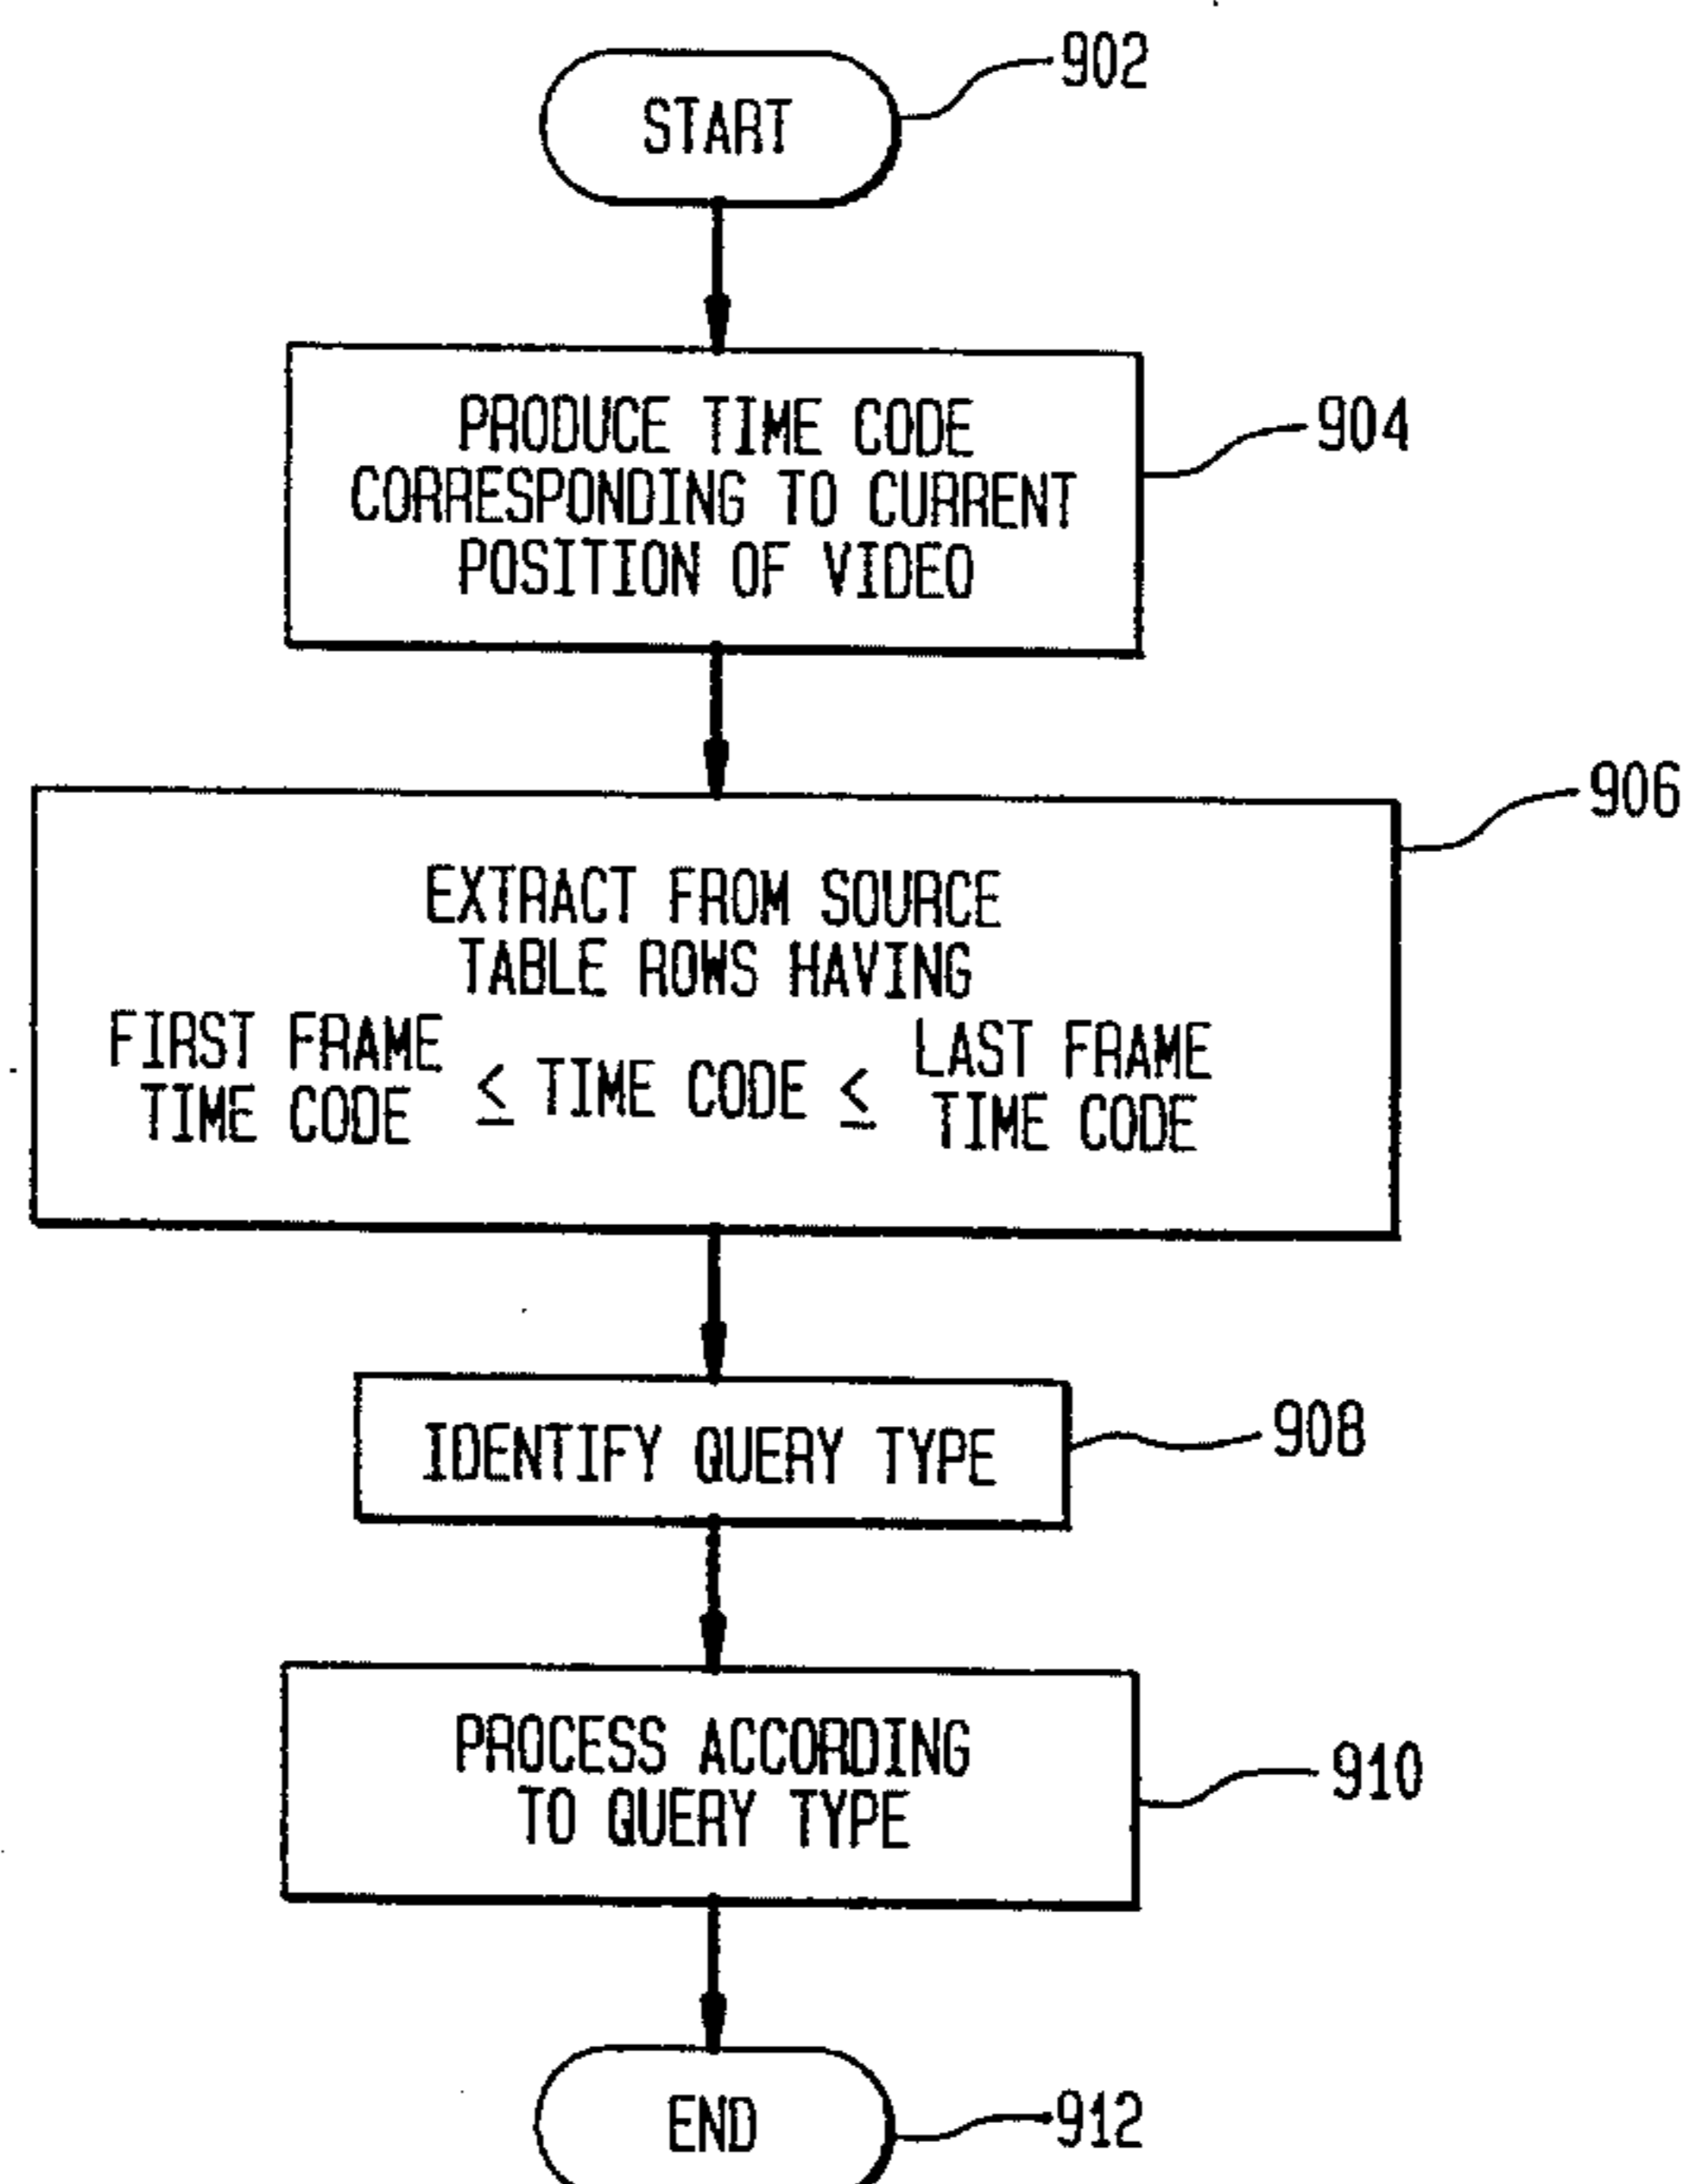 START
902
PRODUCE TIME CODE
CORRESPONDING TO CURRENT
POSITION OF VIDEO
904
EXTRACT FROM SOURCE
TABLE ROWS HAVING
FIRST FRAME
TIME CODE
≤ TIME CODE ≤
LAST FRAME
TIME CODE
906
IDENTIFY QUERY TYPE
908
PROCESS ACCORDING
TO QUERY TYPE
910
END
912